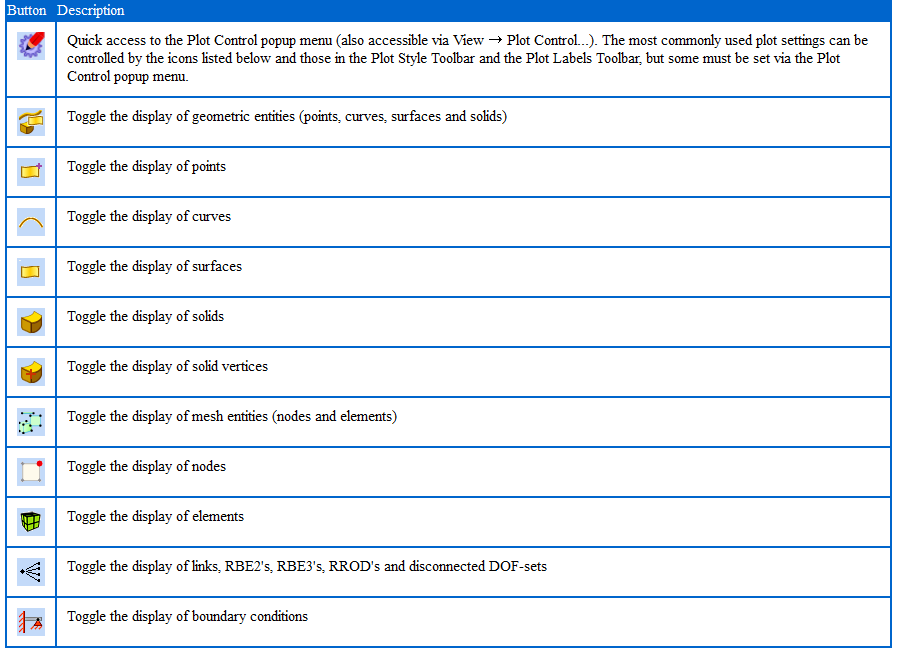 Button Description
Quick access to the Plot Control popup menu (also accessible via View → Plot Control...). The most commonly used plot settings can be
controlled by the icons listed below and those in the Plot Style Toolbar and the Plot Labels Toolbar, but some must be set via the Plot
Control popup menu.
Toggle the display of geometric entities (points, curves, surfaces and solids)
Toggle the display of points
Toggle the display of curves
Toggle the display of surfaces
Toggle the display of solids
Toggle the display of solid vertices
Toggle the display of mesh entities (nodes and elements)
Toggle the display of nodes
Toggle the display of elements
Toggle the display of links, RBE2's, RBE3's, RROD's and disconnected DOF-sets
Toggle the display of boundary conditions